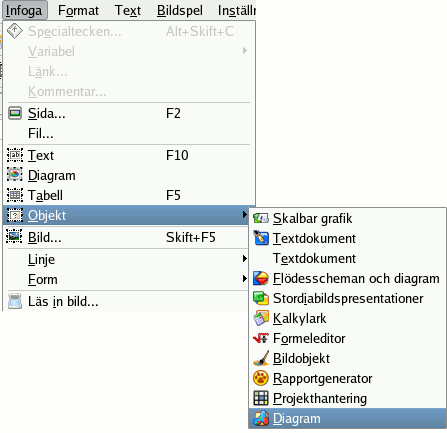 Infoga Format Text Bildspel Inställr
Specialtecken... Alt+Skift+C
Variabel
Länk...
Kommentar...
Sida... F2
Fil...
Text F10
Diagram
Tabell F5
Objekt
Bild... Skift+F5
Linje
Form
Läs in bild...
Skalbar grafik
Textdokument
Textdokument
Flödesscheman och diagram
Stordiabildspresentationer
Kalkylark
Formeleditor
Bildobjekt
Rapportgenerator
Projekthantering
Diagram